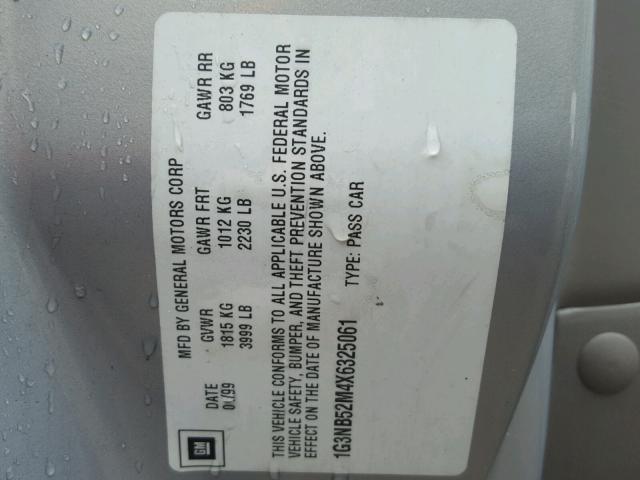 GM
MFD BY GENERAL MOTORS CORP
DATE GVWR GAWR FRT GAWR RR
1815 KG 1012 KG 803 KG
3999 LB 2230 LB 1769 LB
THIS VEHICLE CONFORMS TO ALL APPLICABLE U.S. FEDERAL MOTOR
VEHICLE SAFETY, BUMPER, AND THEFT PREVENTION STANDARDS IN
EFFECT ON THE DATE OF MANUFACTURE SHOWN ABOVE.
1G3NB52M4X6325061 TYPE: PASS CAR